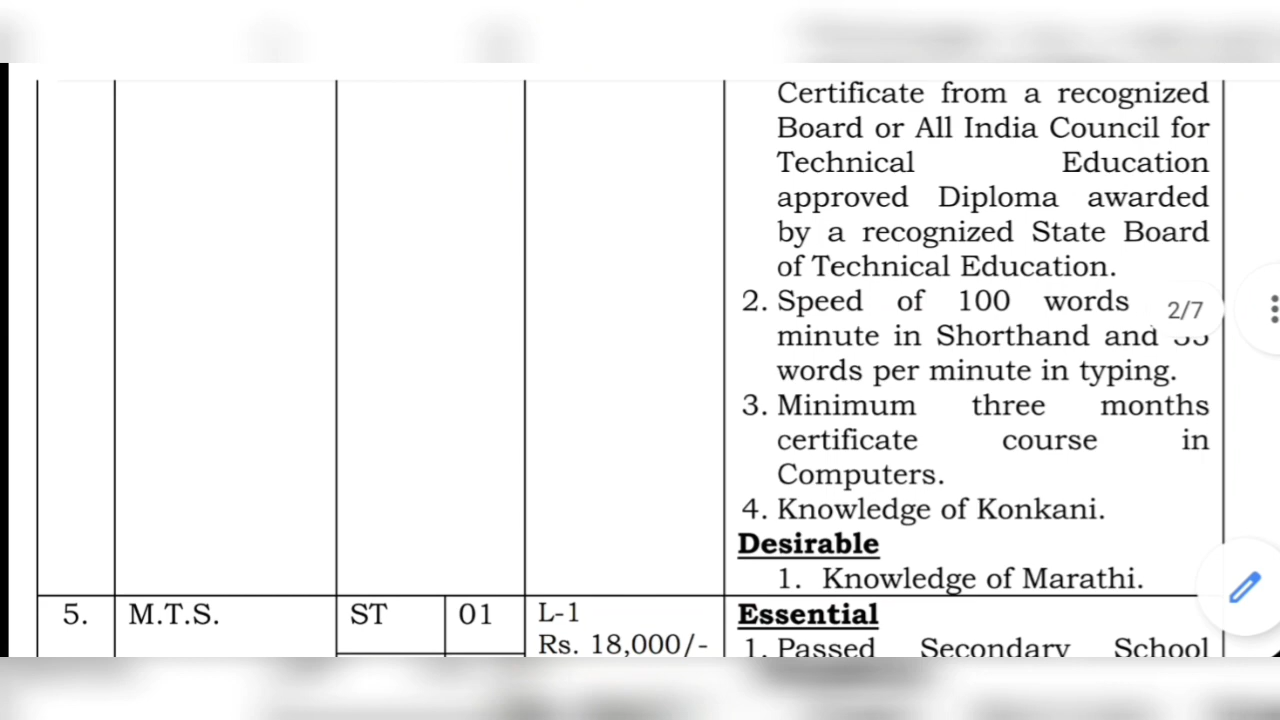 Certificate from a recognized
Board or All India Council for
Technical Education
approved Diploma awarded
by a recognized State Board
of Technical Education.
2. Speed of 100 words
minute in Shorthand and
words per minute in typing.
3. Minimum three months
certificate course in
Computers.
4. Knowledge of Konkani.
Desirable
1. Knowledge of Marathi.
2/7
5. M.T.S. ST 01 L-1
Rs. 18,000/-
Essential
1. Passed Secondary School